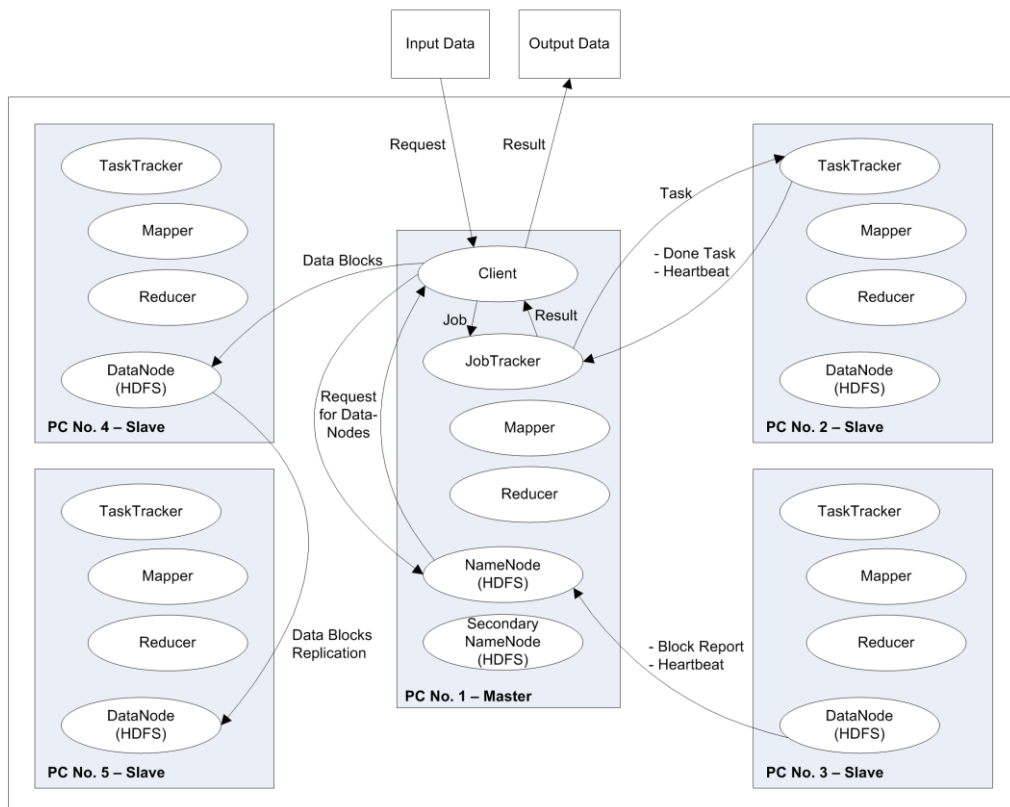 Input Data
Output Data
Request
Result
TaskTracker
Mapper
Reducer
DataNode
(HDFS)
PC No. 4 – Slave
Data Blocks
Client
Job
Result
JobTracker
Request
for Data-
Nodes
Mapper
Reducer
NameNode
(HDFS)
Secondary
NameNode
(HDFS)
PC No. 1 – Master
Task
- Done Task
- Heartbeat
TaskTracker
Mapper
Reducer
DataNode
(HDFS)
PC No. 2 – Slave
TaskTracker
Mapper
Reducer
DataNode
(HDFS)
PC No. 5 – Slave
Data Blocks
Replication
- Block Report
- Heartbeat
TaskTracker
Mapper
Reducer
DataNode
(HDFS)
PC No. 3 – Slave